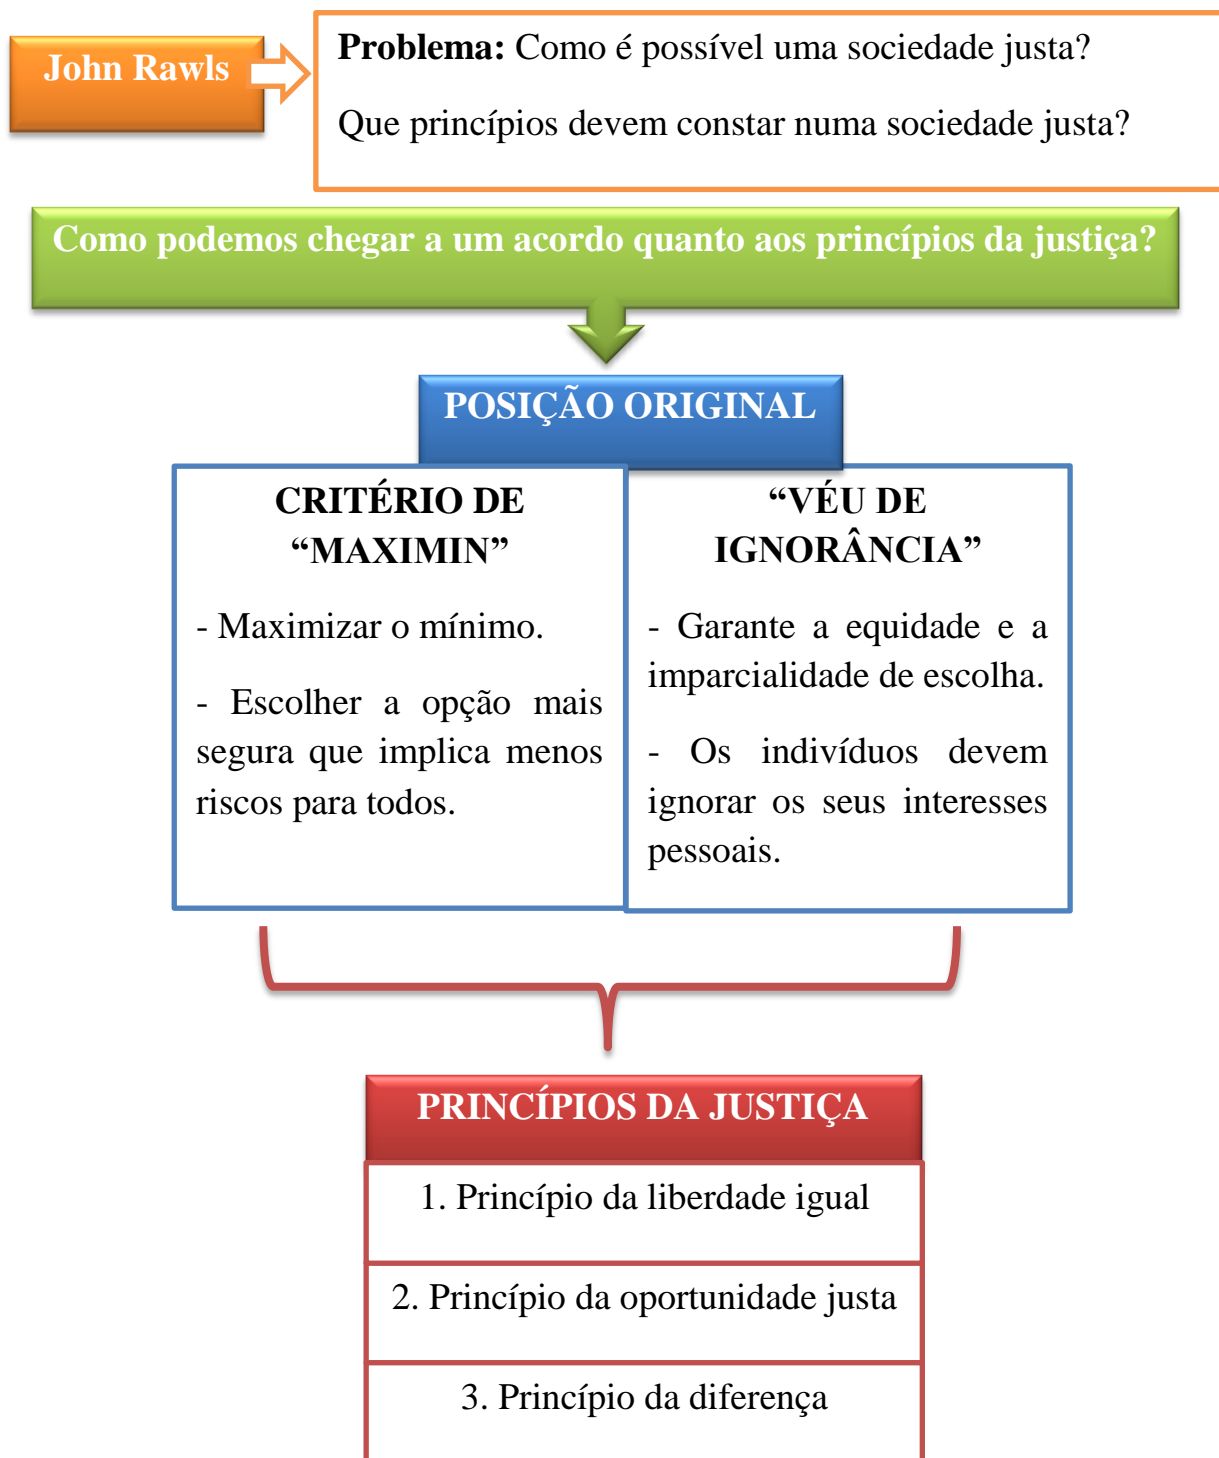 John Rawls
Problema: Como é possível uma sociedade justa?
Que princípios devem constar numa sociedade justa?
Como podemos chegar a um acordo quanto aos princípios da justiça?
POSIÇÃO ORIGINAL
CRITÉRIO DE
“MAXIMIN”
- Maximizar o mínimo.
- Escolher a opção mais
segura que implica menos
riscos para todos.
“VÉU DE
IGNORÂNCIA”
- Garante a equidade e a
imparcialidade de escolha.
- Os indivíduos devem
ignorar os seus interesses
pessoais.
PRINCÍPIOS DA JUSTIÇA
1. Princípio da liberdade igual
2. Princípio da oportunidade justa
3. Princípio da diferença